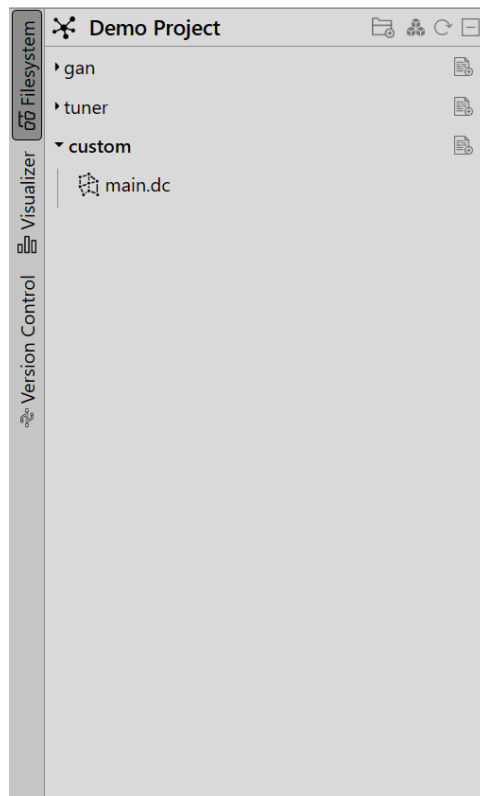 Demo Project
gan
tuner
custom
main.dc
Filesystem
Visualizer
Version Control